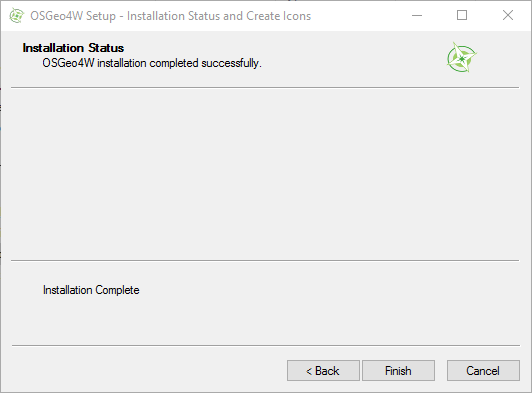 OSGeo4W Setup - Installation Status and Create Icons
Installation Status
OSGeo4W installation completed successfully.
Installation Complete
< Back
Finish
Cancel